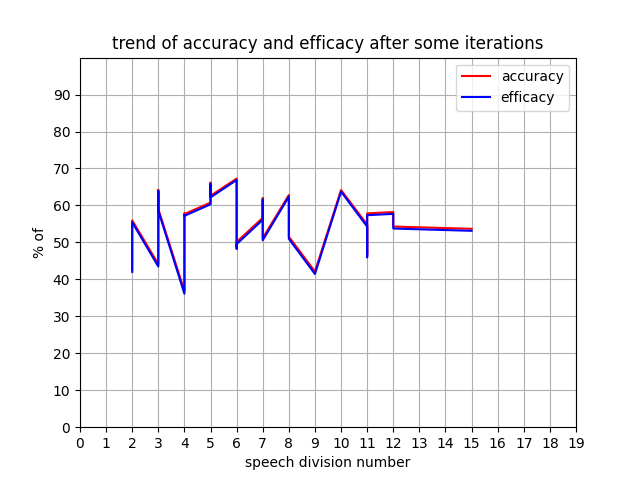 trend of accuracy and efficacy after some iterations
accuracy
efficacy
90
80
70
60
50
40
30
20
10
0
% of
0 1 2 3 4 5 6 7 8 9 10 11 12 13 14 15 16 17 18 19
speech division number